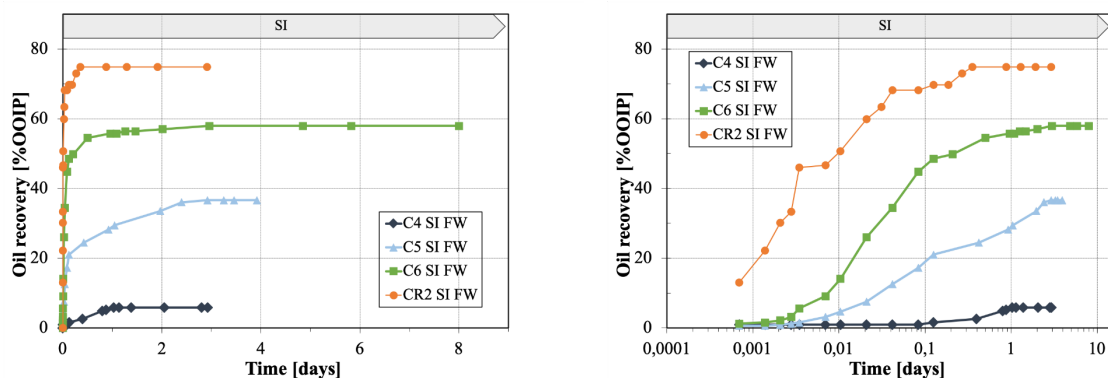 SI
80
60
40
20
0
Oil recovery [%OOIP]
C4 SI FW
C5 SI FW
C6 SI FW
CR2 SI FW
0
2
4
6
8
Time [days]
SI
80
60
40
20
0
Oil recovery [%OOIP]
C4 SI FW
C5 SI FW
C6 SI FW
CR2 SI FW
0,0001
0,001
0,01
0,1
1
10
Time [days]